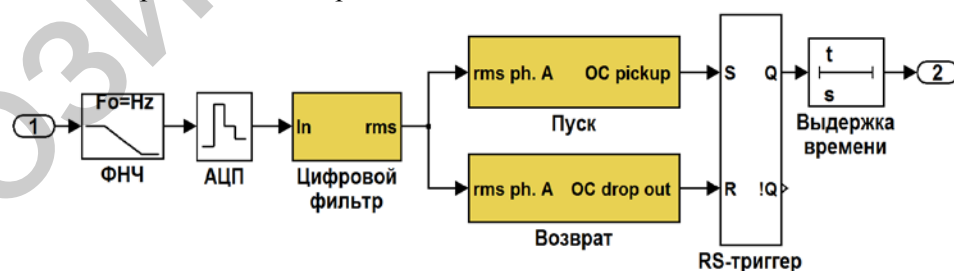 Fo=Hz
1
ФНЧ
АЦП
In rms
Цифровой
фильтр
rms ph. A OC pickup
Пуск
rms ph. A OC drop out
Возврат
S Q
R !Q
RS-триггер
t
s
Выдержка
времени
2